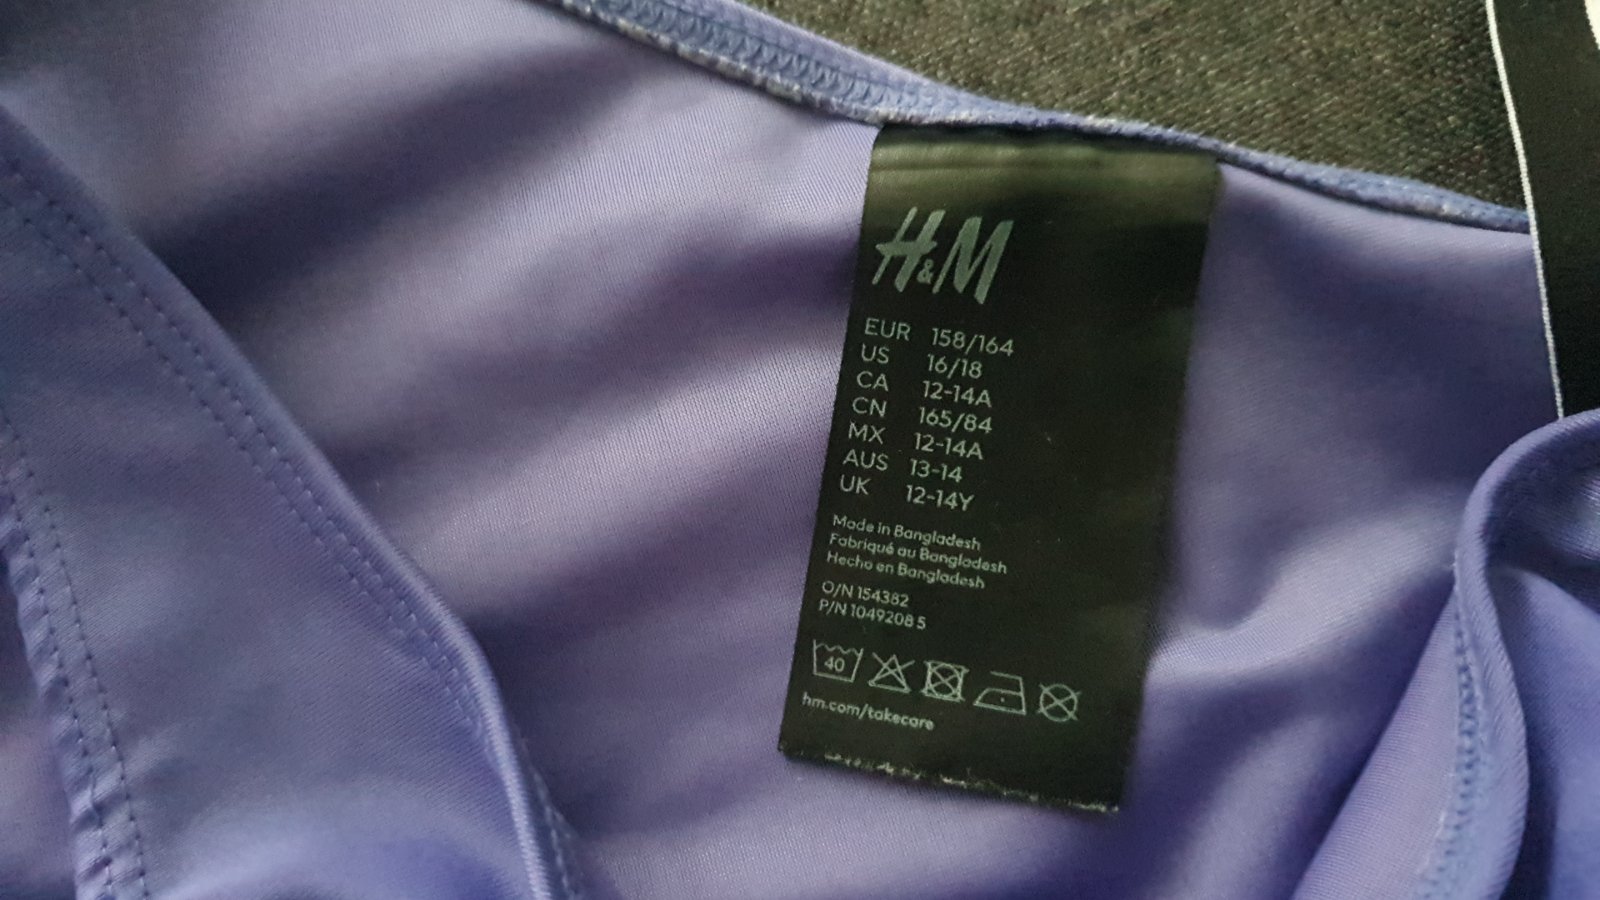 H&M
EUR 158/164
US 16/18
CA 12-14A
CN 165/84
MX 12-14A
AUS 13-14
UK 12-14Y
Made in Bangladesh
Fabriqué au Bangladesh
Hecho en Bangladesh
O/N 154382
P/N 1049208 5
40
hm.com/takecare